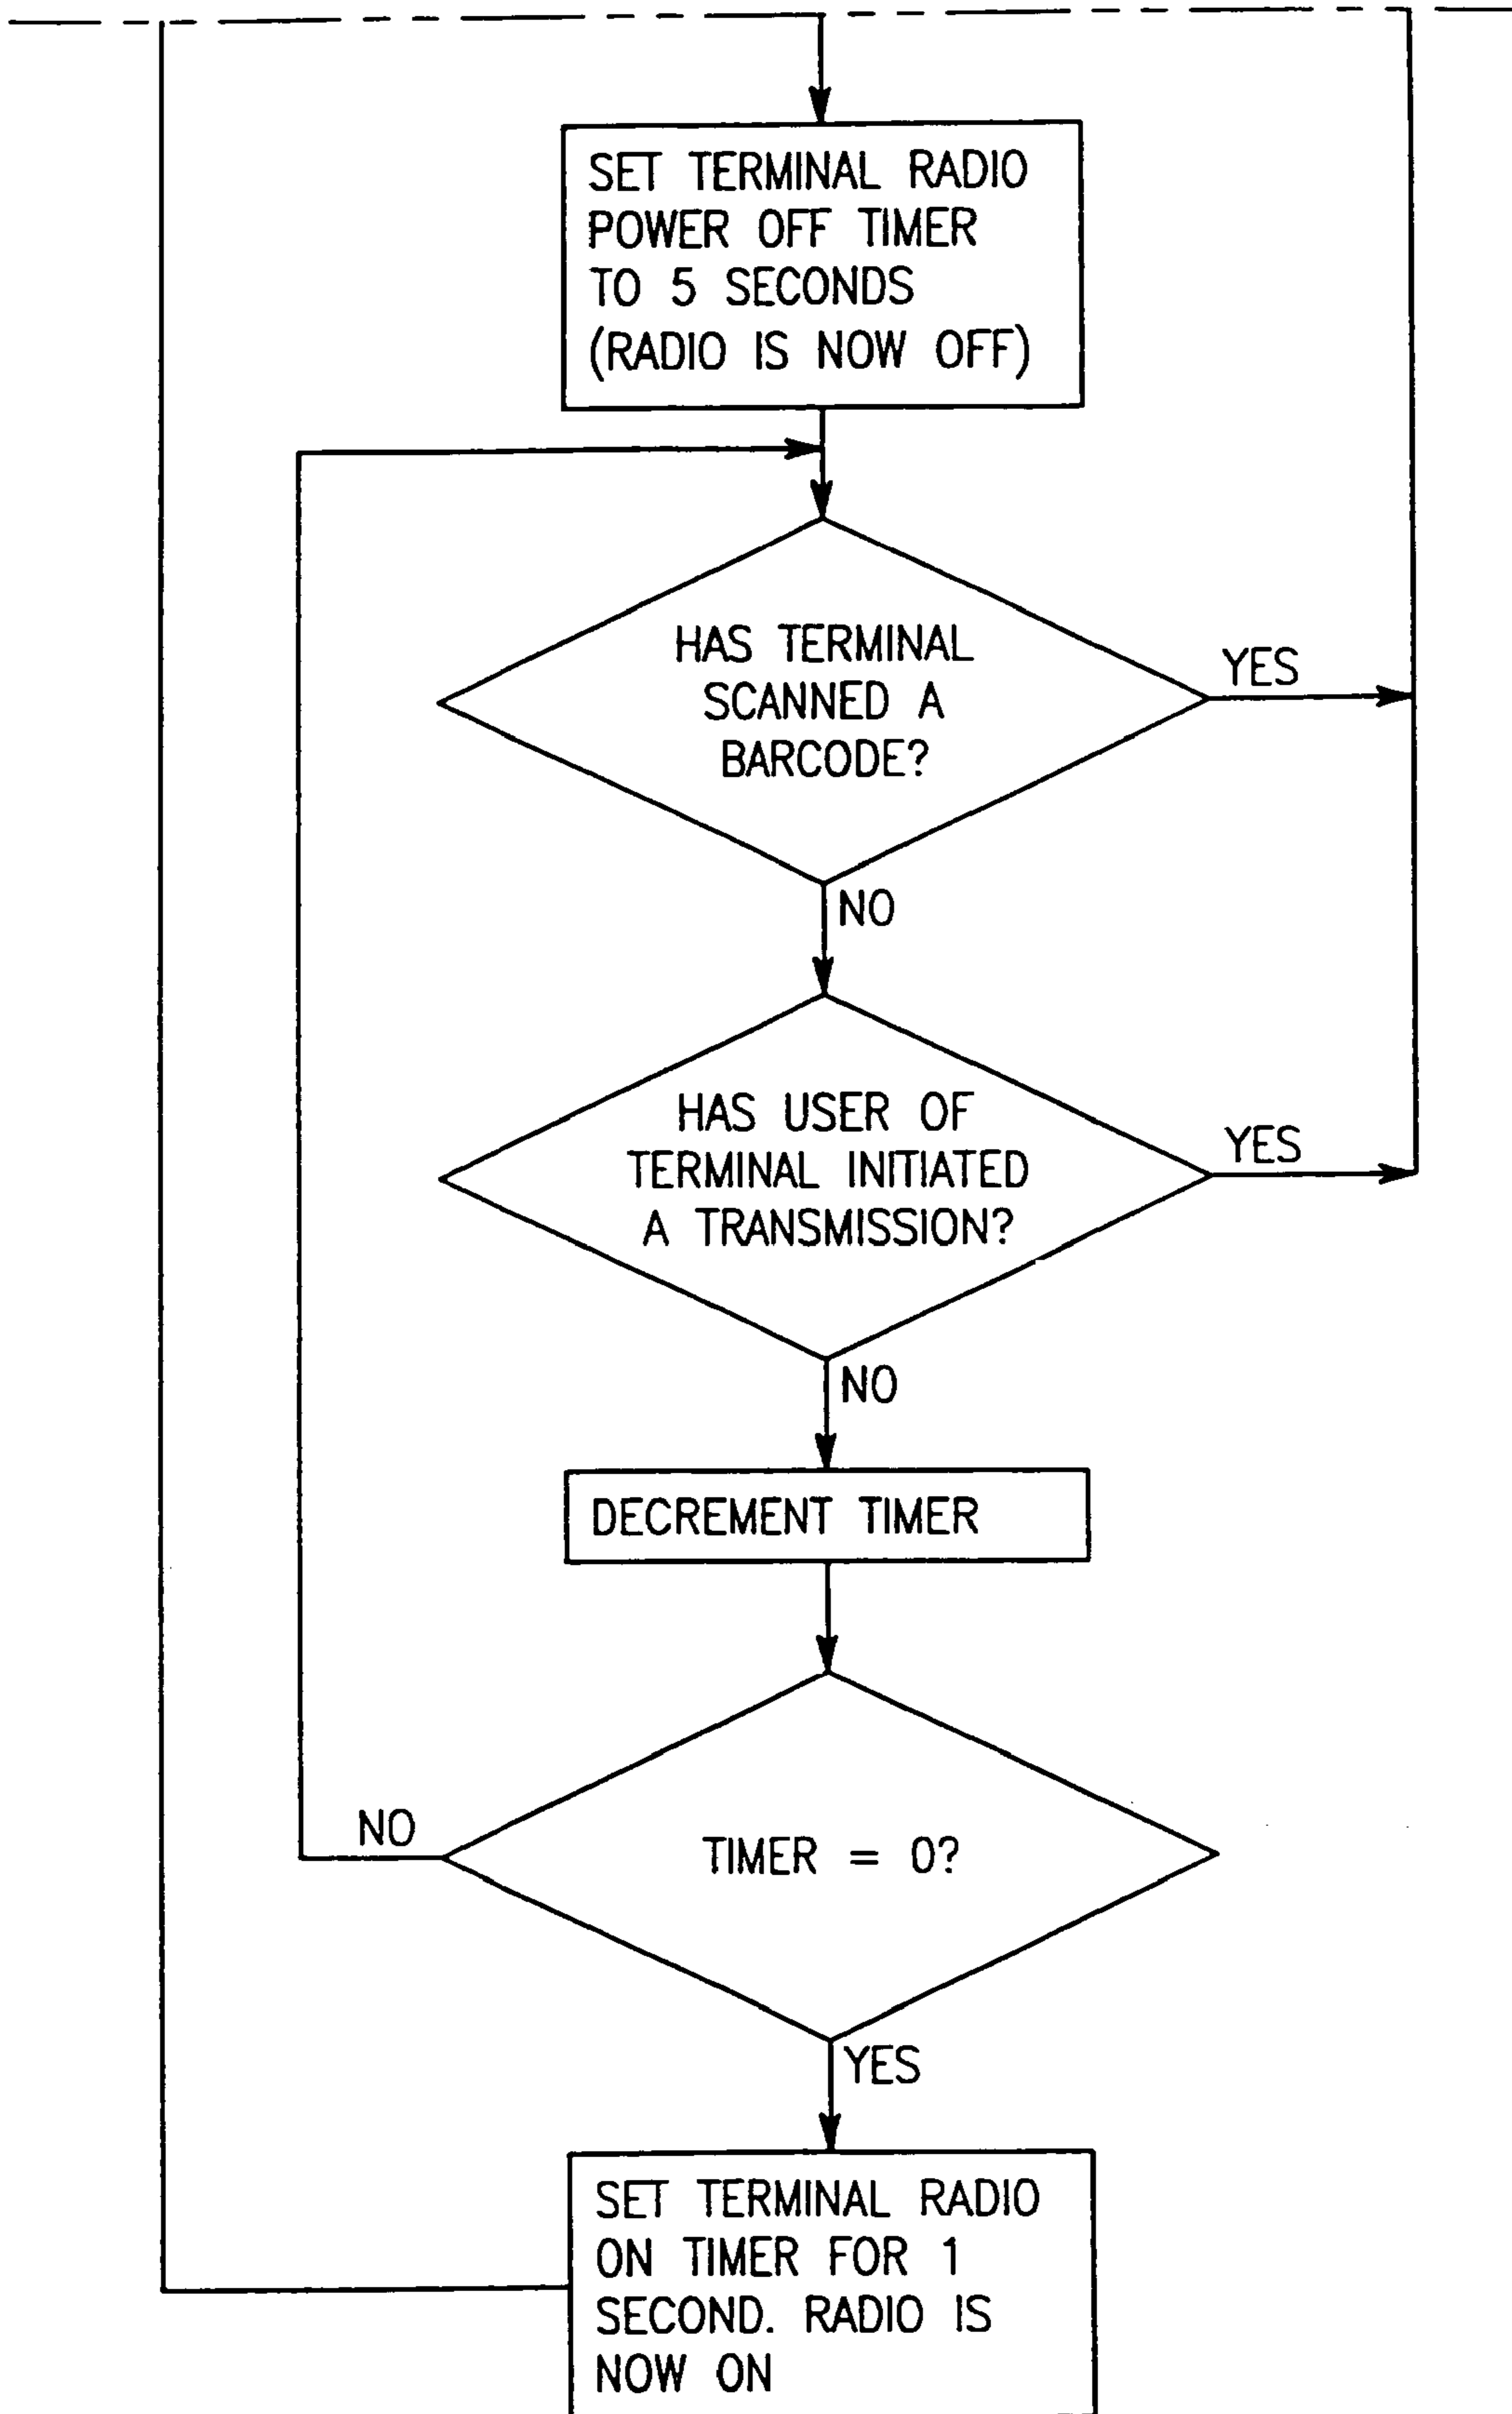 SET TERMINAL RADIO
POWER OFF TIMER
TO 5 SECONDS
(RADIO IS NOW OFF)
HAS TERMINAL
SCANNED A
BARCODE?
YES
NO
HAS USER OF
TERMINAL INITIATED
A TRANSMISSION?
YES
NO
DECREMENT TIMER
TIMER = 0?
NO
YES
SET TERMINAL RADIO
ON TIMER FOR 1
SECOND. RADIO IS
NOW ON